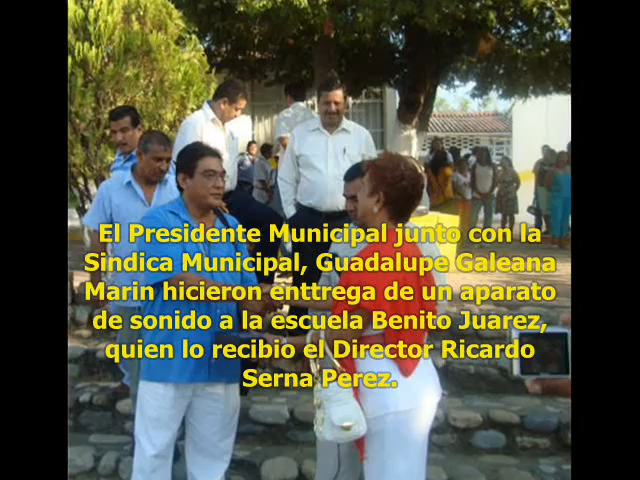 El Presidente Municipal junto con la
Sindica Municipal, Guadalupe Galeana
Marin hicieron enttrega de un aparato
de sonido a la escuela Benito Juarez,
quien lo recibio el Director Ricardo
Serna Perez.